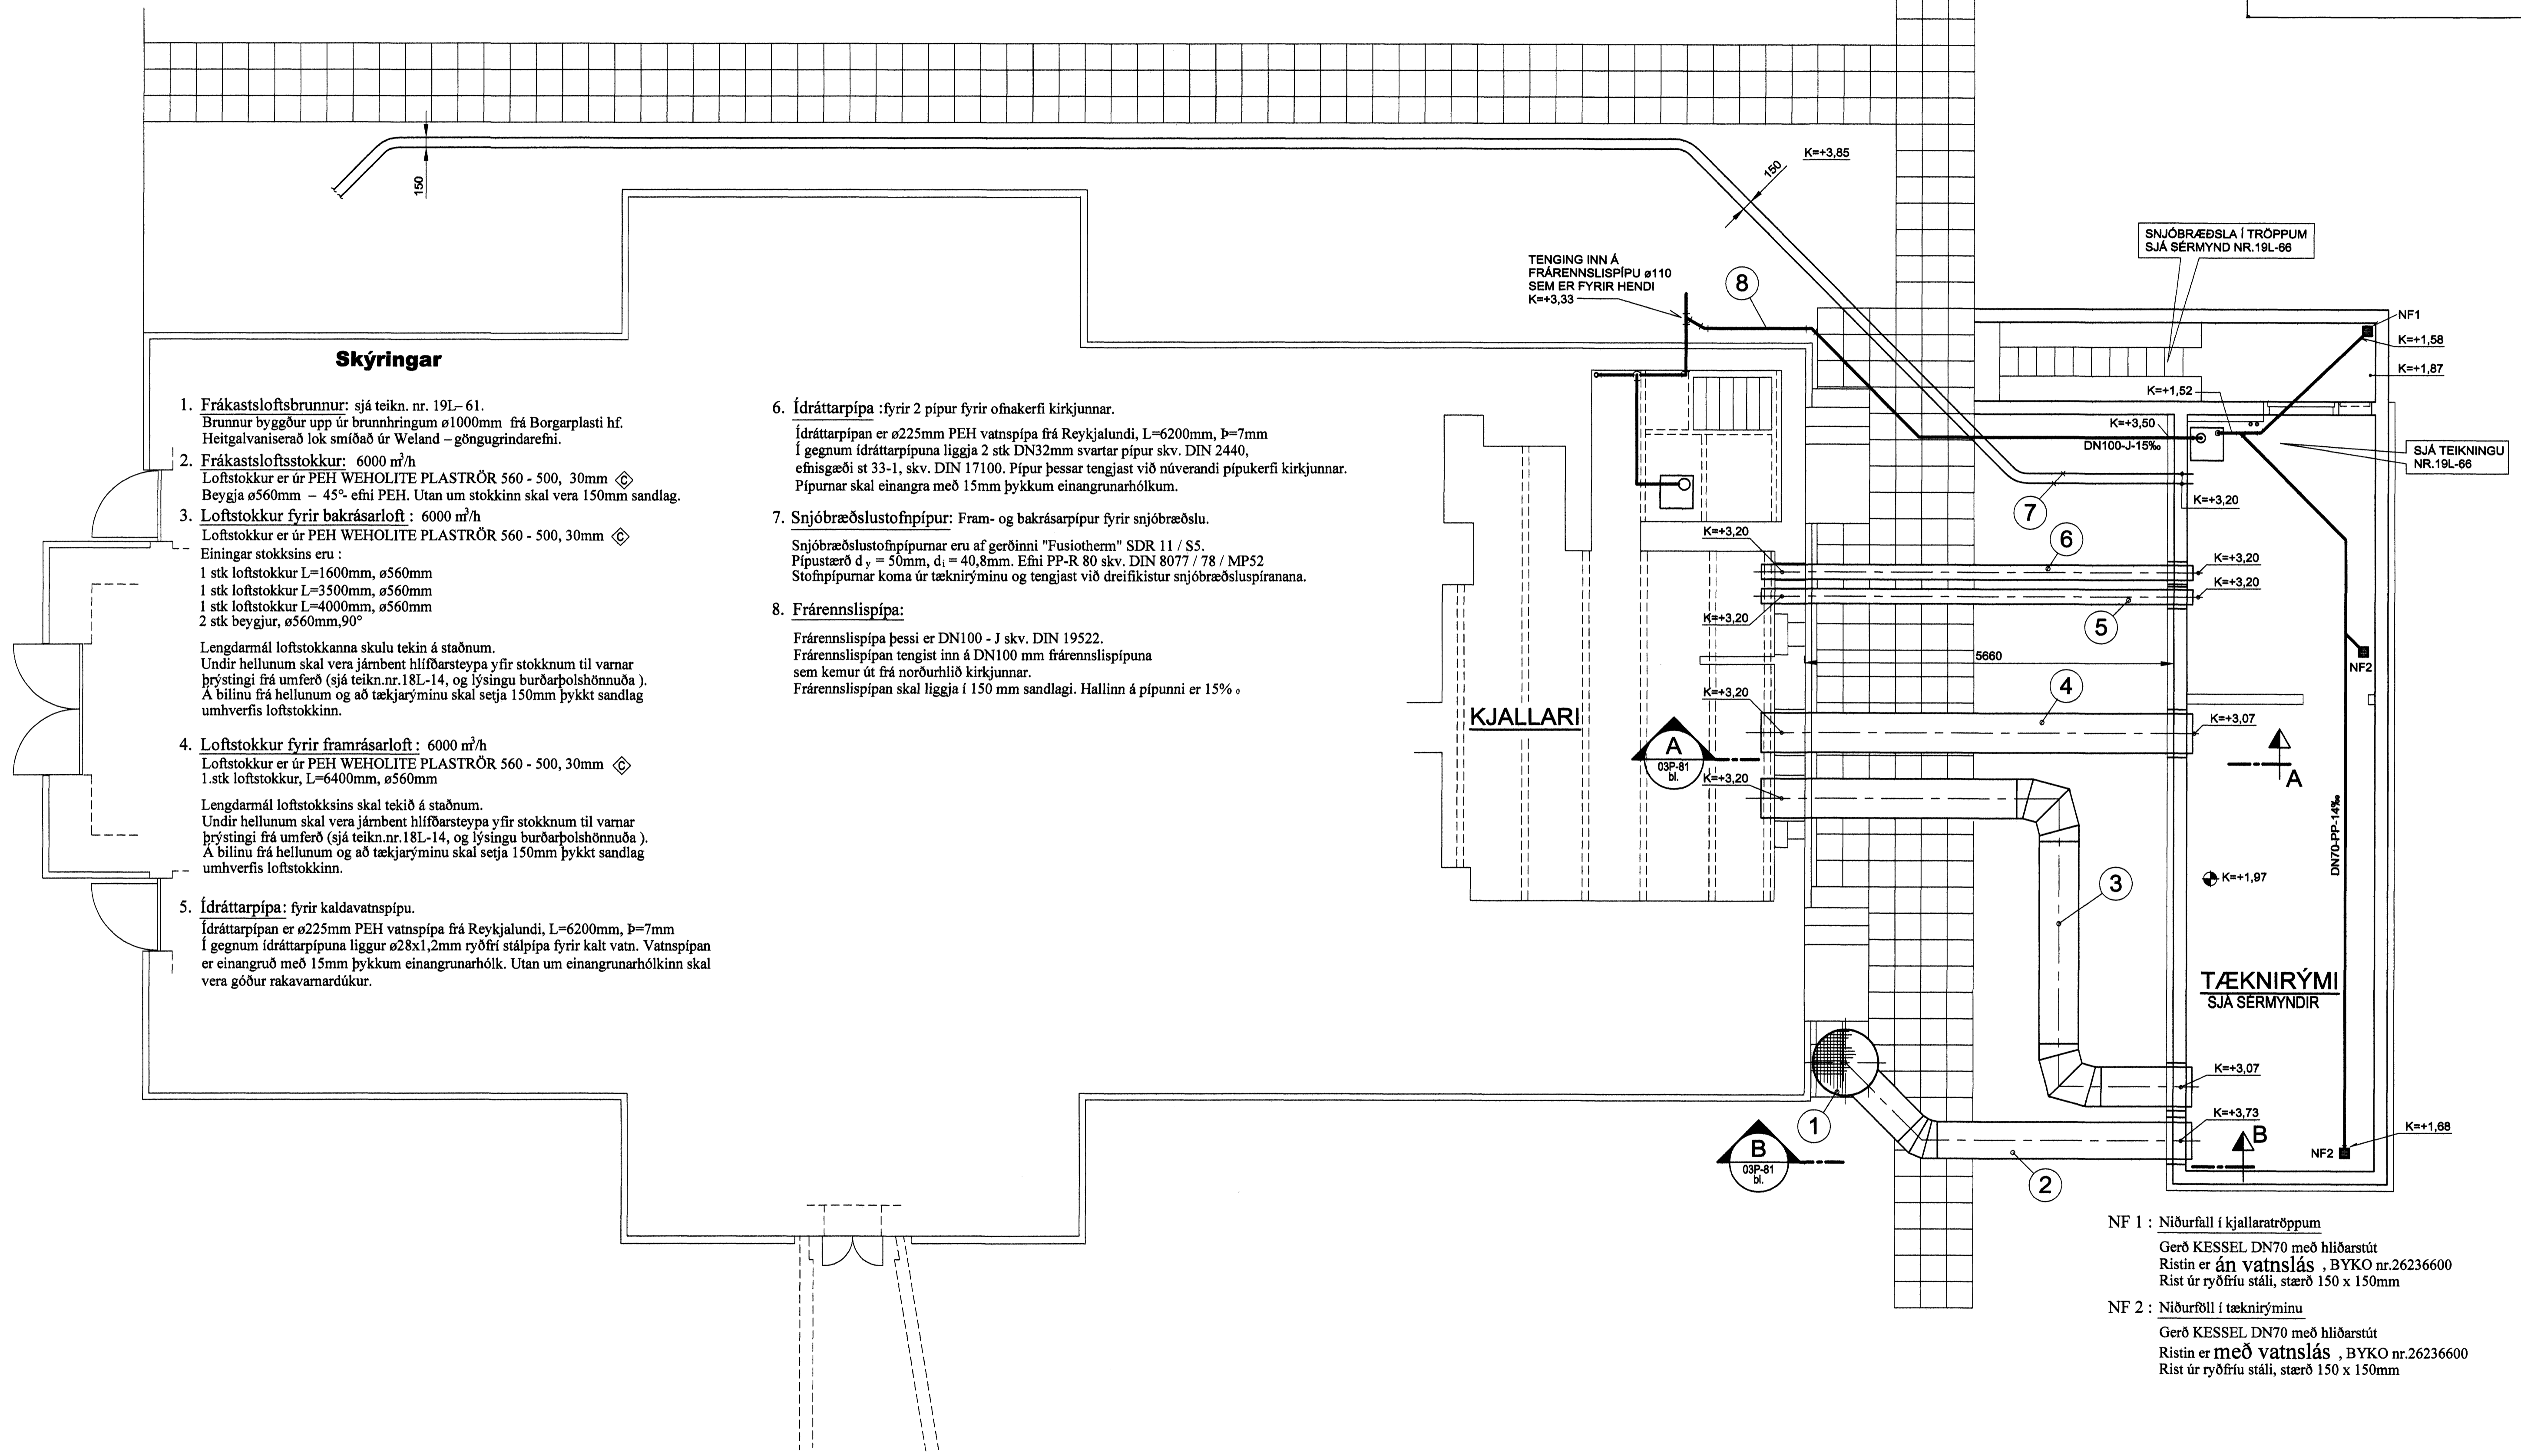 Skýringar
1. Frákastsloftsbrunnur: sjá teikn. nr. 19L-61.
Brunnur byggður upp úr brunnhringum ø1000mm frá Borgarplasti hf.
Heitgalvaniserað lok smíðað úr Weland – göngugrindarefni.
2. Frákastsloftsstokkur: 6000 m³/h
Loftstokkur er úr PEH WEHOLITE PLASTRÖR 560 - 500, 30mm C
Beygja ø560mm – 45°- efni PEH. Utan um stokkinn skal vera 150mm sandlag.
3. Loftstokkur fyrir bakrásarloft : 6000 m³/h
Loftstokkur er úr PEH WEHOLITE PLASTRÖR 560 - 500, 30mm C
Einingar stokksins eru :
1 stk loftstokkur L=1600mm, ø560mm
1 stk loftstokkur L=3500mm, ø560mm
1 stk loftstokkur L=4000mm, ø560mm
2 stk beygjur, ø560mm,90°
Lengdarmál loftstokkanna skulu tekin á staðnum.
Undir hellunum skal vera járnbent hlífðarsteypa yfir stokknum til varnar
þrýstingi frá umferð (sjá teikn.nr.18L-14, og lýsingu burðarþolshönnuða ).
Á bilinu frá hellunum og að tækjarýminu skal setja 150mm þykkt sandlag
umhverfis loftstokkinn.
4. Loftstokkur fyrir framrásarloft : 6000 m³/h
Loftstokkur er úr PEH WEHOLITE PLASTRÖR 560 - 500, 30mm C
1.stk loftstokkur, L=6400mm, ø560mm
Lengdarmál loftstokksins skal tekið á staðnum.
Undir hellunum skal vera járnbent hlífðarsteypa yfir stokknum til varnar
þrýstingi frá umferð (sjá teikn.nr.18L-14, og lýsingu burðarþolshönnuða ).
Á bilinu frá hellunum og að tækjarýminu skal setja 150mm þykkt sandlag
umhverfis loftstokkinn.
5. Ídráttarpípa: fyrir kaldavatnspípu.
Ídráttarpípan er ø225mm PEH vatnspípa frá Reykjalundi, L=6200mm, Þ=7mm
Í gegnum ídráttarpípuna liggur ø28x1,2mm ryðfrí stálpípa fyrir kalt vatn. Vatnspípan
er einangruð með 15mm þykkum einangrunarhólk. Utan um einangrunarhólkinn skal
vera góður rakavarnardúkur.
6. Ídráttarpípa :fyrir 2 pípur fyrir ofnakerfi kirkjunnar.
Ídráttarpípan er ø225mm PEH vatnspípa frá Reykjalundi, L=6200mm, Þ=7mm
Í gegnum ídráttarpípuna liggja 2 stk DN32mm svartar pípur skv. DIN 2440,
efnisgæði st 33-1, skv. DIN 17100. Pípur þessar tengjast við núverandi pípukerfi kirkjunnar.
Pípurnar skal einangra með 15mm þykkum einangrunarhólkum.
7. Snjóbræðslustofnpípur: Fram- og bakrásarpípur fyrir snjóbræðslu.
Snjóbræðslustofnpípurnar eru af gerðinni "Fusiotherm" SDR 11 / S5.
Pípustærð d y = 50mm, di = 40,8mm. Efni PP-R 80 skv. DIN 8077 / 78 / MP52
Stofnpípurnar koma úr tæknirýminu og tengjast við dreifikistur snjóbræðslupíranana.
8. Frárennslispípa:
Frárennslispípa þessi er DN100 - J skv. DIN 19522.
Frárennslispípan tengist inn á DN100 mm frárennslispípuna
sem kemur út frá norðurhlið kirkjunnar.
Frárennslispípan skal liggja í 150 mm sandlagi. Hallinn á pípunni er 15% 0
150
150
K=+3,85
TENGING INN Á
FRÁRENNSLISPÍPU ø110
SEM ER FYRIR HENDI
K=+3,33
8
SNJÓBRÆÐSLA Í TRÖPPUM
SJÁ SÉRMYND NR.19L-66
NF1
K=+1,58
K=+1,87
K=+1,52
K=+3,50
DN100-J-15‰
SJÁ TEIKNINGU
NR.19L-66
7
K=+3,20
K=+3,20
6
K=+3,20
K=+3,20
K=+3,20
5
5660
NF2
4
K=+3,20
K=+3,07
KJALLARI
A
03P-81
bl.
K=+3,20
A
DN70-PP-14‰
3
K=+1,97
TÆKNIRÝMI
SJÁ SÉRMYNDIR
K=+3,07
1
K=+3,73
B
03P-81
bl.
B
K=+1,68
NF2
2
NF 1 : Niðurfall í kjallaratröppum
Gerð KESSEL DN70 með hliðarstút
Ristin er án vatnslás , BYKO nr.26236600
Rist úr ryðfríu stáli, stærð 150 x 150mm
NF 2 : Niðurföll í tæknirýminu
Gerð KESSEL DN70 með hliðarstút
Ristin er með vatnslás , BYKO nr.26236600
Rist úr ryðfríu stáli, stærð 150 x 150mm